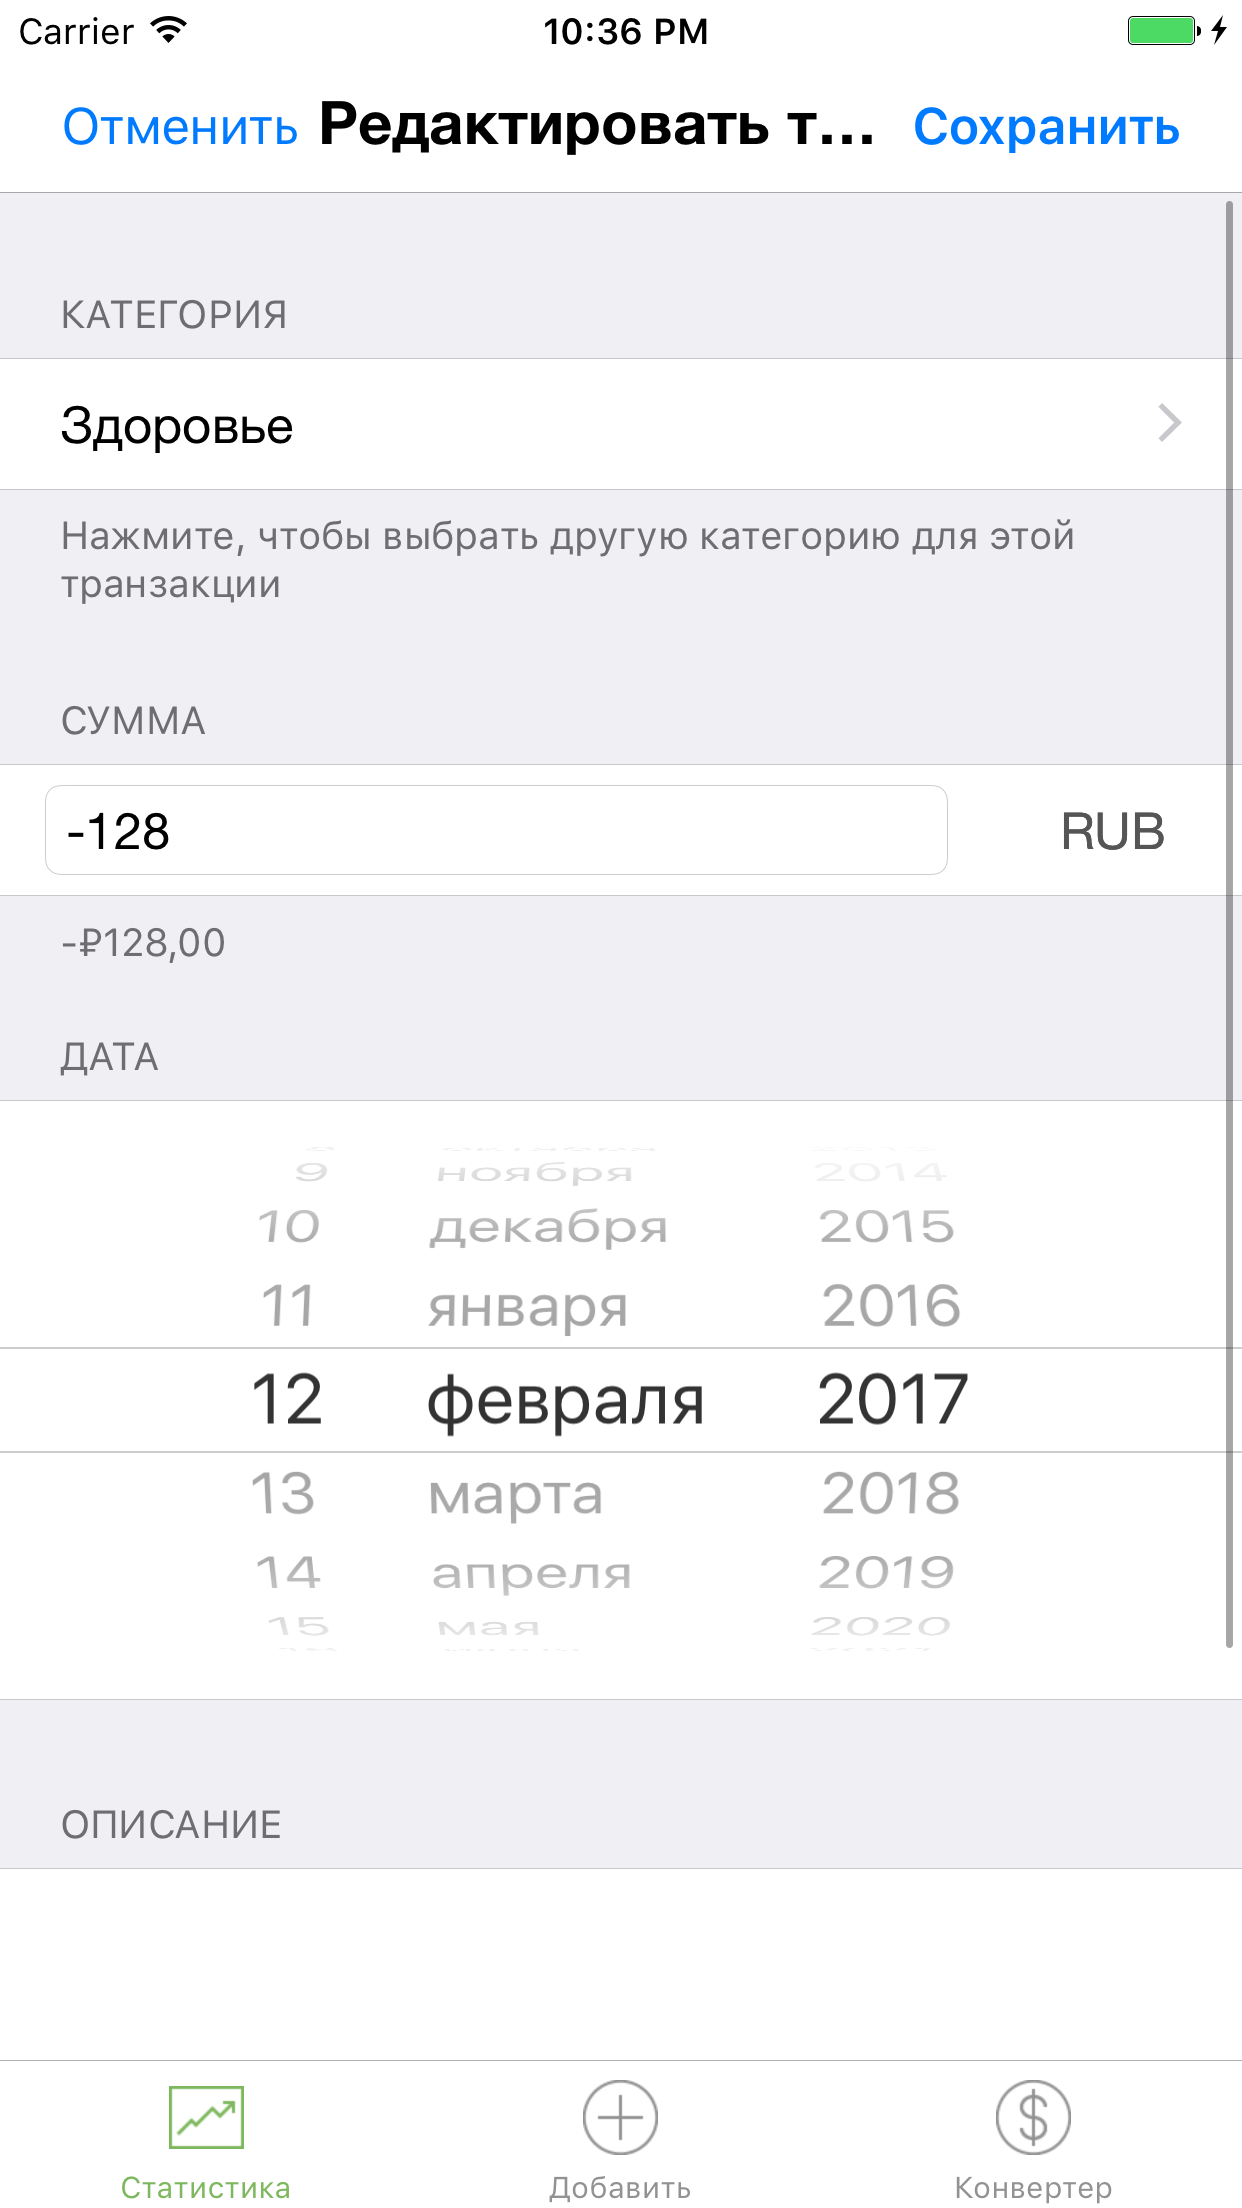 Carrier 10:36 PM
Отменить Редактировать т... Сохранить
КАТЕГОРИЯ
Здоровье
Нажмите, чтобы выбрать другую категорию для этой
транзакции
СУММА
-128 RUB
-₽128,00
ДАТА
9 ноября 2014
10 декабря 2015
11 января 2016
12 февраля 2017
13 марта 2018
14 апреля 2019
15 мая 2020
ОПИСАНИЕ
Статистика Добавить Конвертер